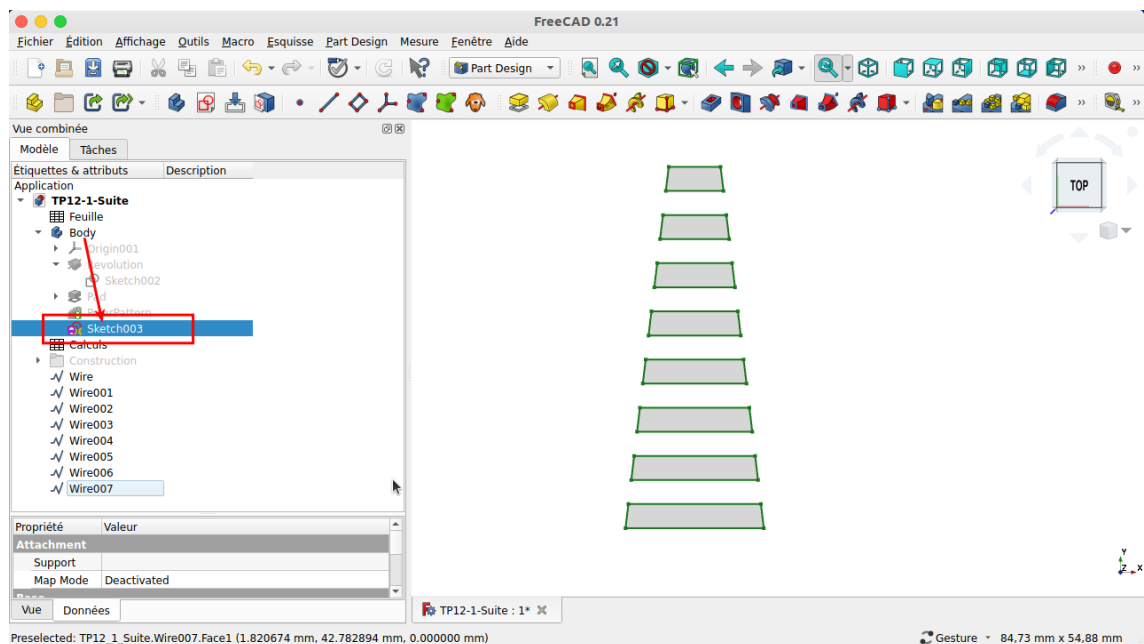 FreeCAD 0.21
Fichier Édition Affichage Outils Macro Esquisse Part Design Mesure Fenêtre Aide
Part Design
Vue combinée
Modèle Tâches
Étiquettes & attributs Description
Application
TP12-1-Suite
Feuille
Body
Origin001
Revolution
Sketch002
Pad
PolarPattern
Sketch003
Calculs
Construction
Wire
Wire001
Wire002
Wire003
Wire004
Wire005
Wire006
Wire007
Propriété Valeur
Attachment
Support
Map Mode Deactivated
Base
Vue Données
TOP
Y
Z X
TP12-1-Suite : 1*
Preselected: TP12_1_Suite.Wire007.Face1 (1.820674 mm, 42.782894 mm, 0.000000 mm)
Gesture 84,73 mm x 54,88 mm